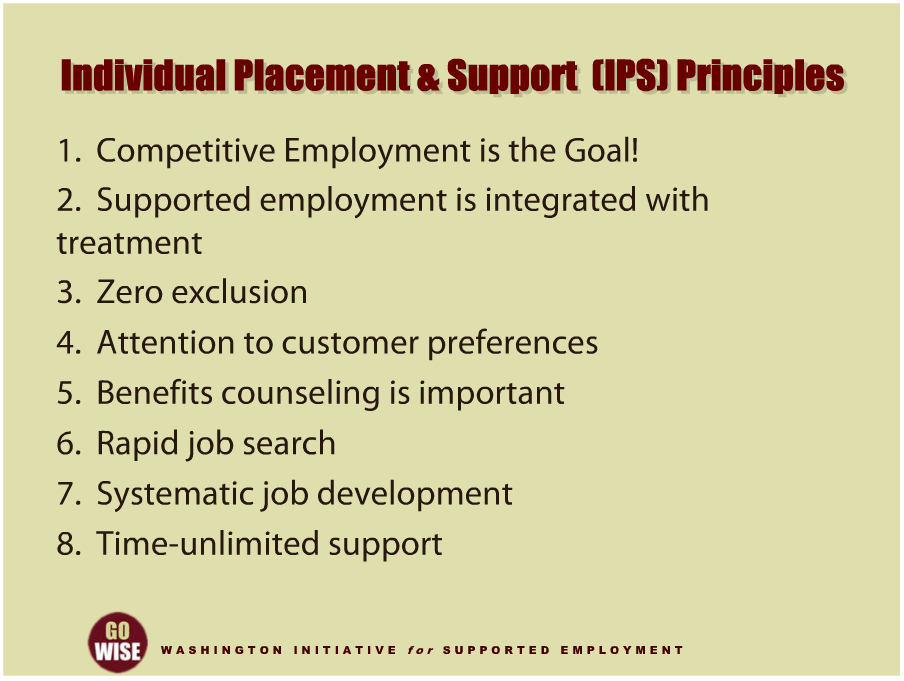 Individual Placement & Support (IPS) Principles
1. Competitive Employment is the Goal!
2. Supported employment is integrated with
treatment
3. Zero exclusion
4. Attention to customer preferences
5. Benefits counseling is important
6. Rapid job search
7. Systematic job development
8. Time-unlimited support
GO
WISE
WASHINGTON INITIATIVE for SUPPORTED EMPLOYMENT